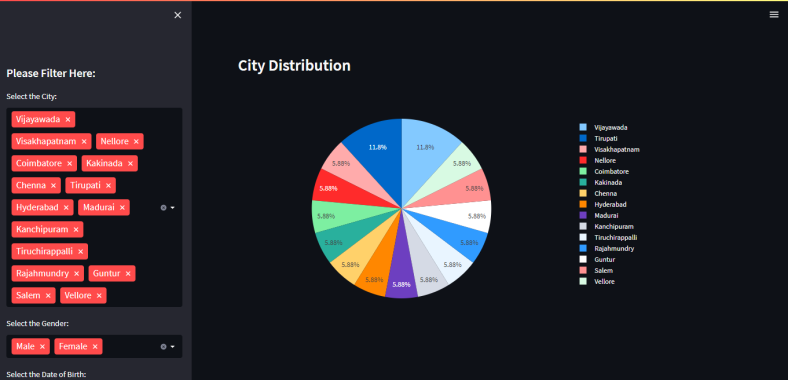 Please Filter Here:
Select the City:
Vijayawada ×
Visakhapatnam × Nellore ×
Coimbatore × Kakinada ×
Chenna × Tirupati ×
Hyderabad × Madurai ×
Kanchipuram ×
Tiruchirappalli ×
Rajahmundry × Guntur ×
Salem × Vellore ×
Select the Gender:
Male × Female ×
Select the Date of Birth:
City Distribution
11.8%
11.8%
5.88%
5.88%
5.88%
5.88%
5.88%
5.88%
5.88%
5.88%
5.88%
5.88%
5.88%
5.88%
5.88%
Vijayawada
Tirupati
Visakhapatnam
Nellore
Coimbatore
Kakinada
Chenna
Hyderabad
Madurai
Kanchipuram
Tiruchirappalli
Rajahmundry
Guntur
Salem
Vellore